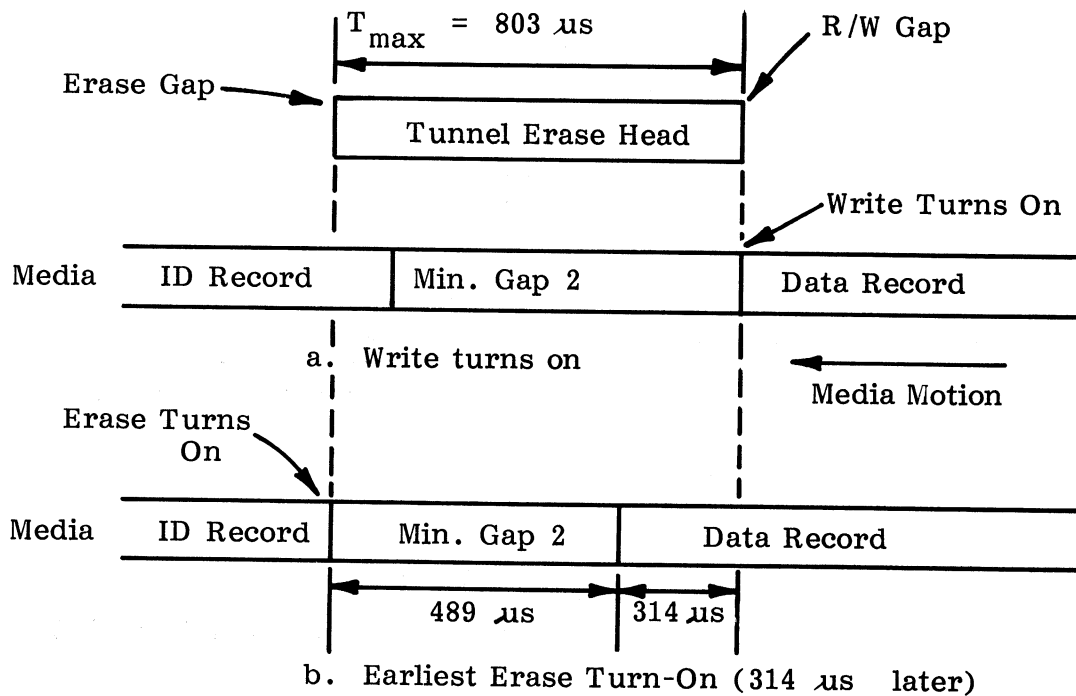 T max = 803 µs
R/W Gap
Erase Gap
Tunnel Erase Head
Write Turns On
Media
ID Record
Min. Gap 2
Data Record
a. Write turns on
Media Motion
Erase Turns
On
Media
ID Record
Min. Gap 2
Data Record
489 µs
314 µs
b. Earliest Erase Turn-On (314 µs later)